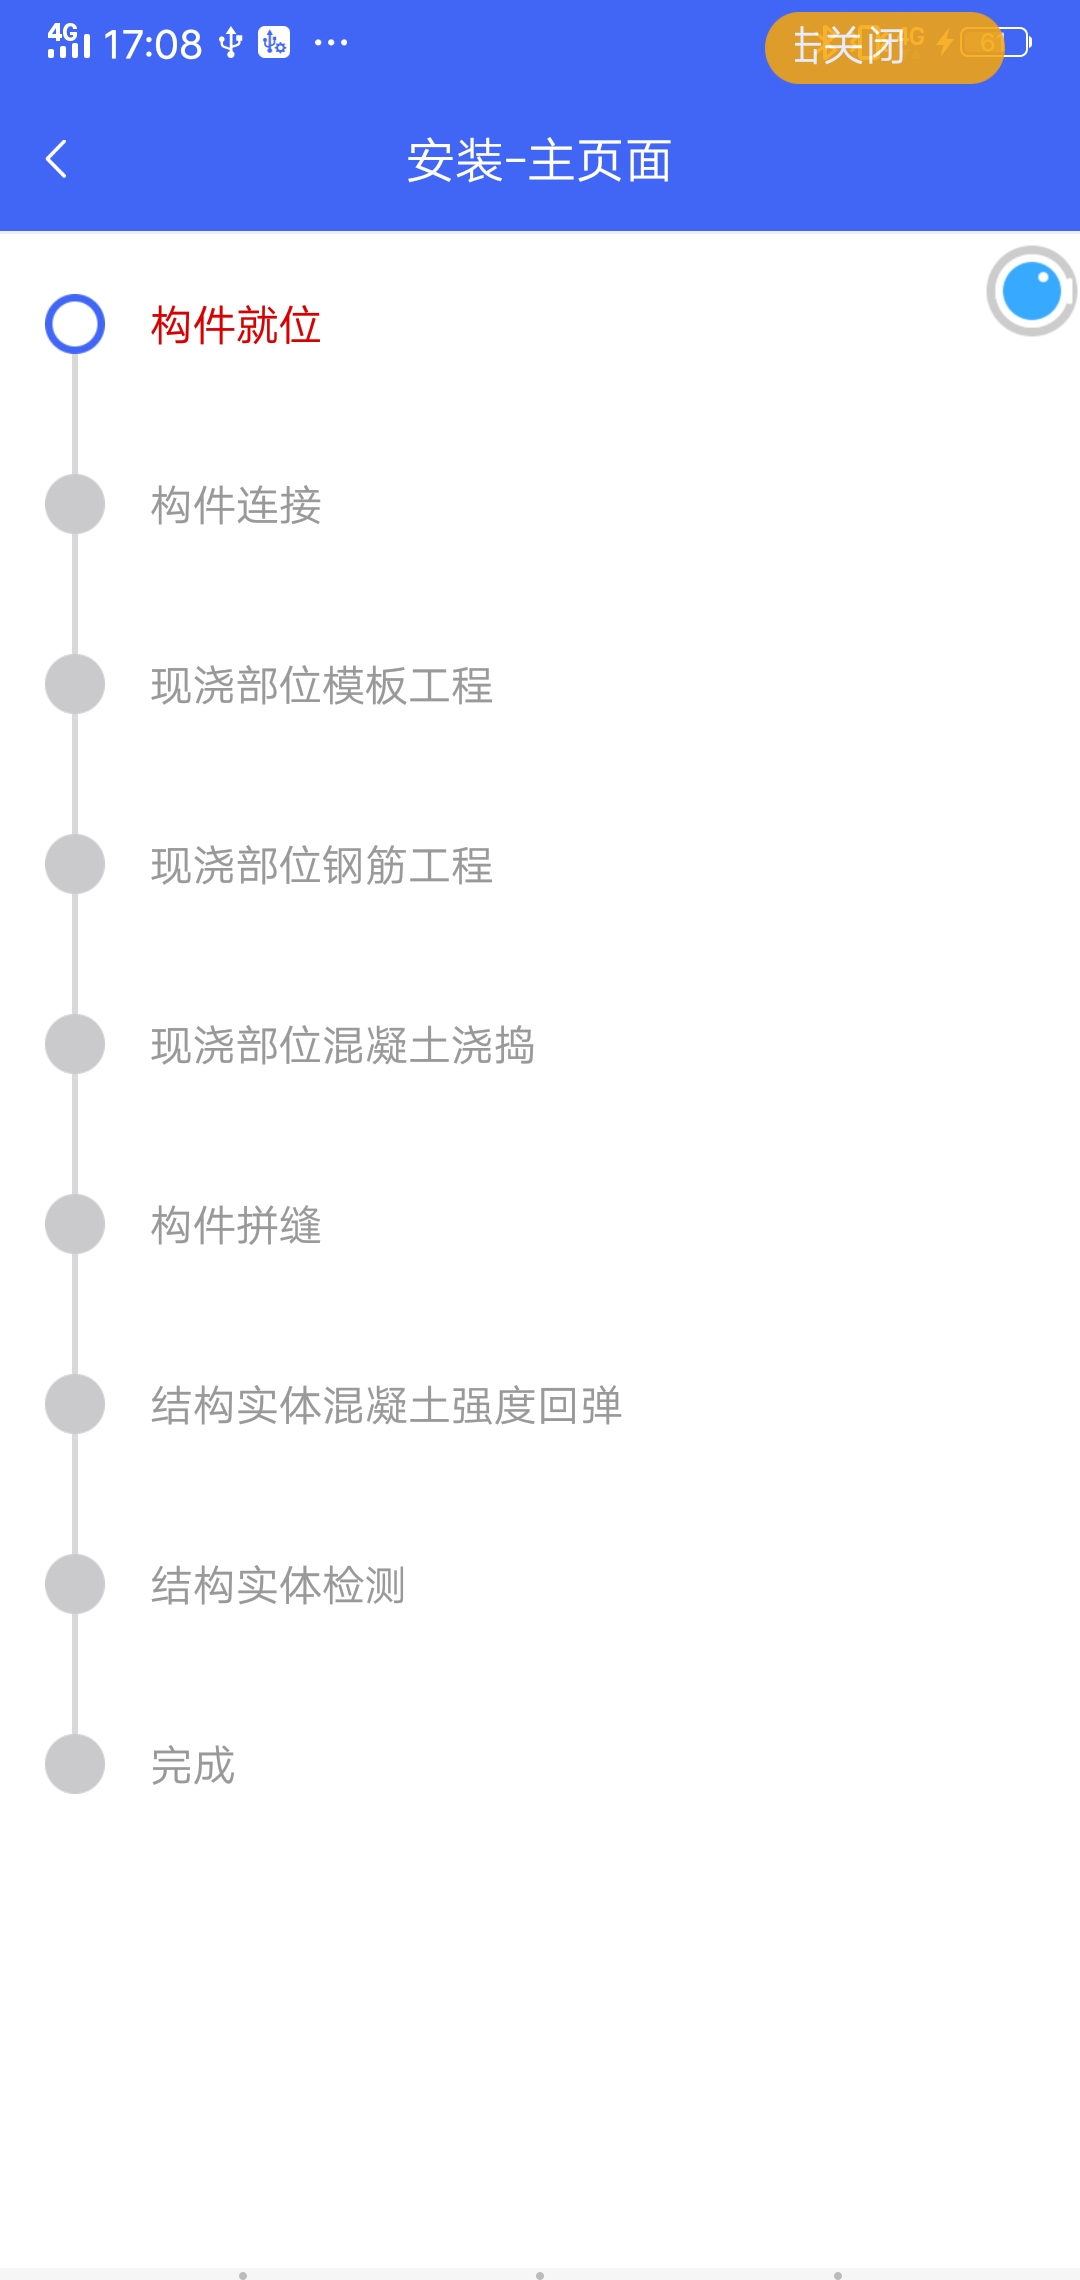 4G 17:08
击关闭 4G 61
安装-主页面
构件就位
构件连接
现浇部位模板工程
现浇部位钢筋工程
现浇部位混凝土浇捣
构件拼缝
结构实体混凝土强度回弹
结构实体检测
完成